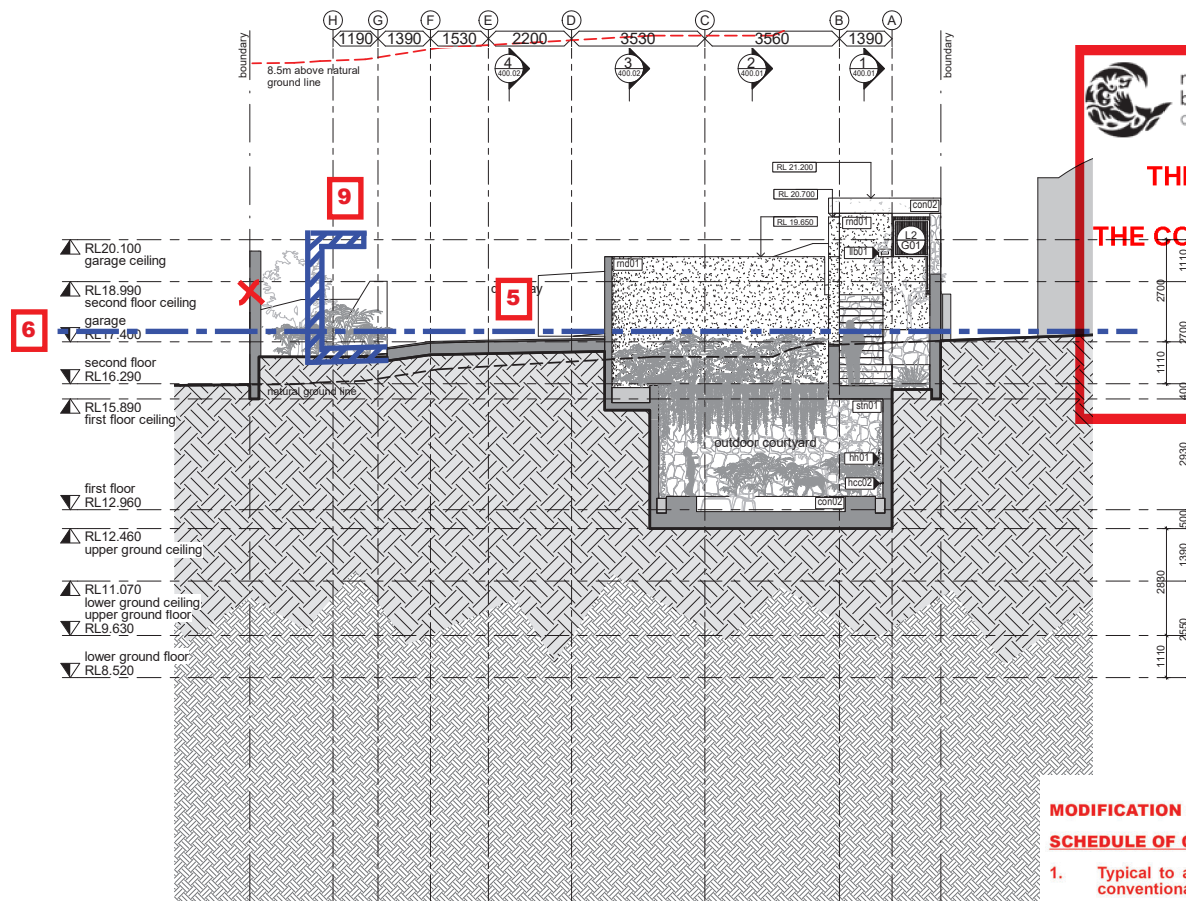 H G F E D C B A
1190 1390 1530 2200 3530 3560 1390
boundary
boundary
8.5m above natural
ground line
4
400.02
3
400.02
2
400.01
1
400.01
THE
THE CO
RL 21.200
RL 20.700
RL 19.650
con02
rnd01
rnd01
L2
G01
9
5
6
RL20.100
garage ceiling
RL18.990
second floor ceiling
garage
RL17.400
second floor
RL16.290
RL15.890
first floor ceiling
first floor
RL12.960
RL12.460
upper ground ceiling
RL11.070
lower ground ceiling
upper ground floor
RL9.630
lower ground floor
RL8.520
natural ground line
stn01
outdoor courtyard
hh01
hcc02
con02
1110
2700
2700
1110
400
2930
500
1390
2830
2550
1110
MODIFICATION
SCHEDULE OF
1. Typical to
conventiona